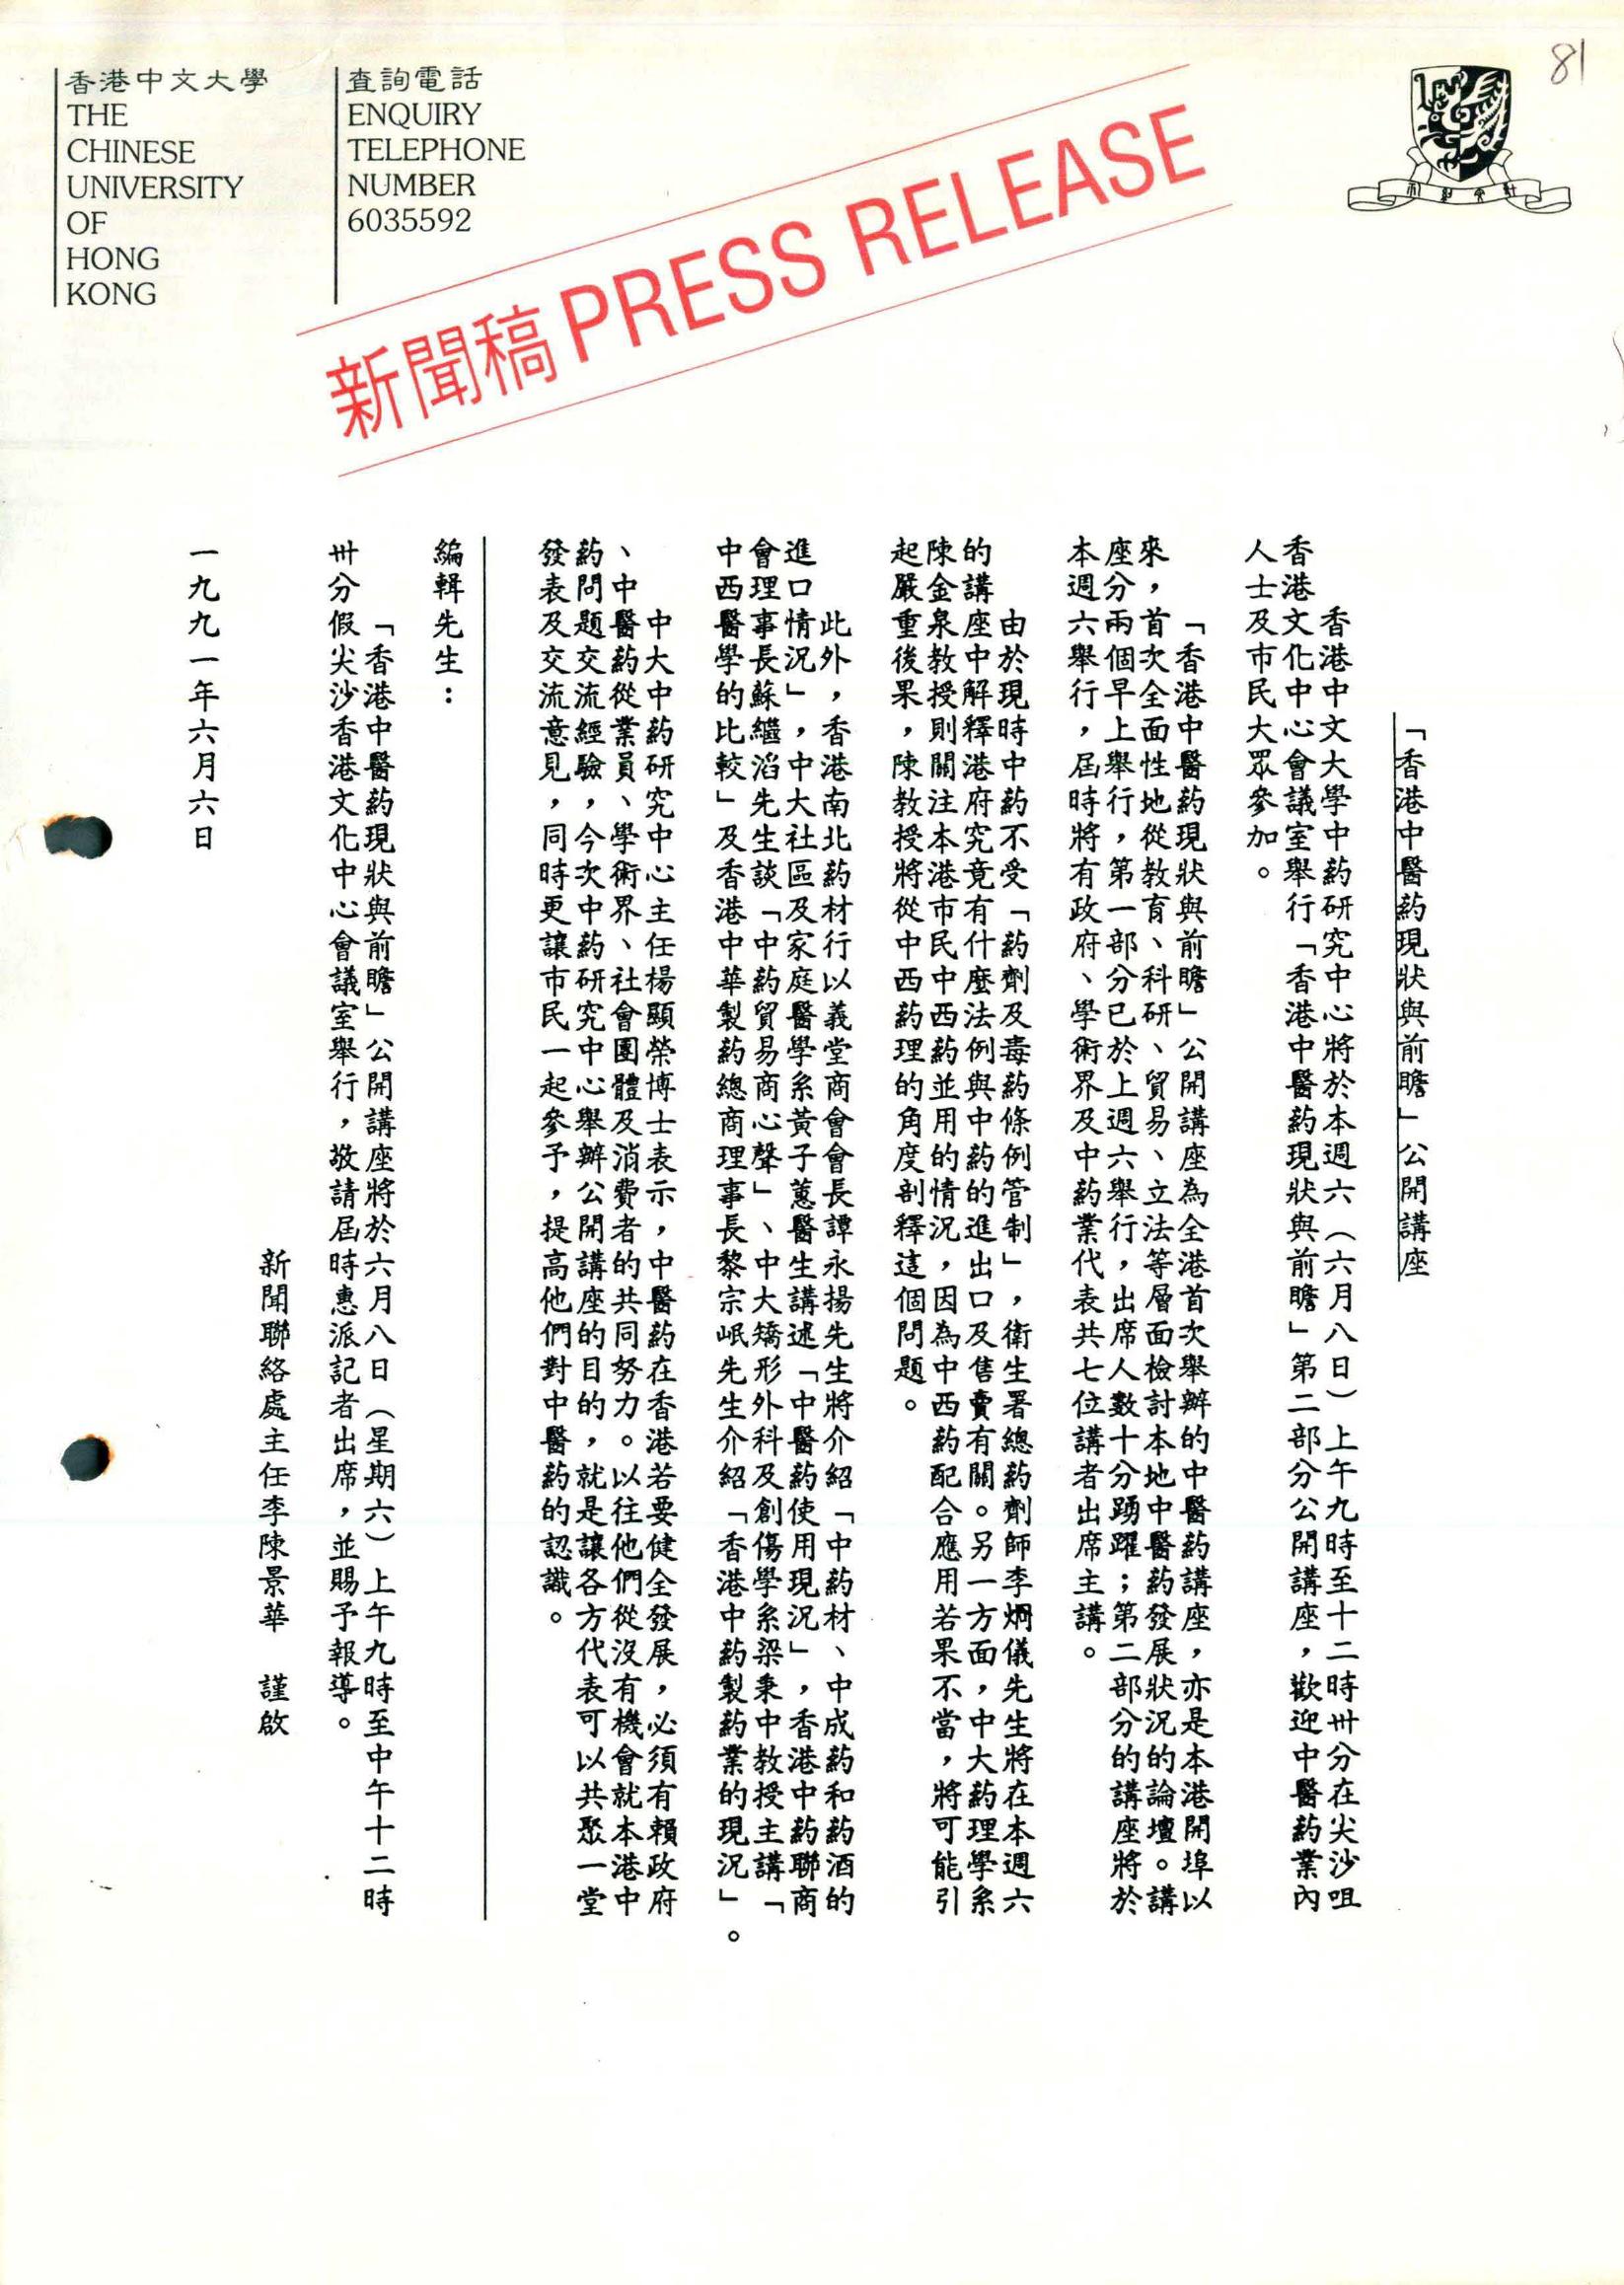 香港中文大學
THE
CHINESE
UNIVERSITY
OF
HONG
KONG
查詢電話
ENQUIRY
TELEPHONE
NUMBER
6035592
81
新聞稿 PRESS RELEASE
「香港中醫葯現狀與前瞻」公開講座
香港中文大學中葯研究中心將於本週六（六月八日）上午九時至十二時卅分在尖沙咀
香港文化中心會議室舉行「香港中醫葯現狀與前瞻」第二部分公開講座，歡迎中醫葯業內
人士及市民大眾參加。
「香港中醫葯現狀與前瞻」公開講座為全港首次舉辦的中醫葯講座，亦是本港開埠以
來，首次全面性地從教育、科研、貿易、立法等層面檢討本地中醫葯發展狀況的論壇。講
座分兩個早上舉行，第一部分已於上週六舉行，出席人數十分踴躍；第二部分的講座將於
本週六舉行，屆時將有政府、學術界及中葯業代表共七位講者出席主講。
由於現時中葯不受「葯劑及毒葯條例管制」，衛生署總葯劑師李烱儀先生將在本週六
的講座中解釋港府究竟有什麼法例與中葯的進出口及售賣有關。另一方面，中大葯理學系
陳金泉教授則關注本港市民中西葯並用的情況，因為中西葯配合應用若果不當，將可能引
起嚴重後果，陳教授將從中西葯理的角度剖釋這個問題。
此外，香港南北葯材行以義堂商會會長譚永揚先生將介紹「中葯材、中成葯和葯酒的
進口情況」，中大社區及家庭醫學系黃子蕙醫生講述「中醫葯使用現況」，香港中葯聯商
會理事長蘇繼滔先生談「中葯貿易商心聲」、中大矯形外科及創傷學系梁秉中教授主講「
中西醫學的比較」及香港中華製葯總商理事長黎宗岷先生介紹「香港中葯製葯業的現況」。
中大中葯研究中心主任楊顯榮博士表示，中醫葯在香港若要健全發展，必須有賴政府
、中醫葯從業員、學術界、社會團體及消費者的共同努力。以往他們從沒有機會就本港中
葯問題交流經驗，今次中葯研究中心舉辦公開講座的目的，就是讓各方代表可以共聚一堂
發表及交流意見，同時更讓市民一起參予，提高他們對中醫葯的認識。
編輯先生：
「香港中醫葯現狀與前瞻」公開講座將於六月八日（星期六）上午九時至中午十二時
卅分假尖沙香港文化中心會議室舉行，敬請屆時惠派記者出席，並賜予報導。
新聞聯絡處主任李陳景華　謹啟
一九九一年六月六日